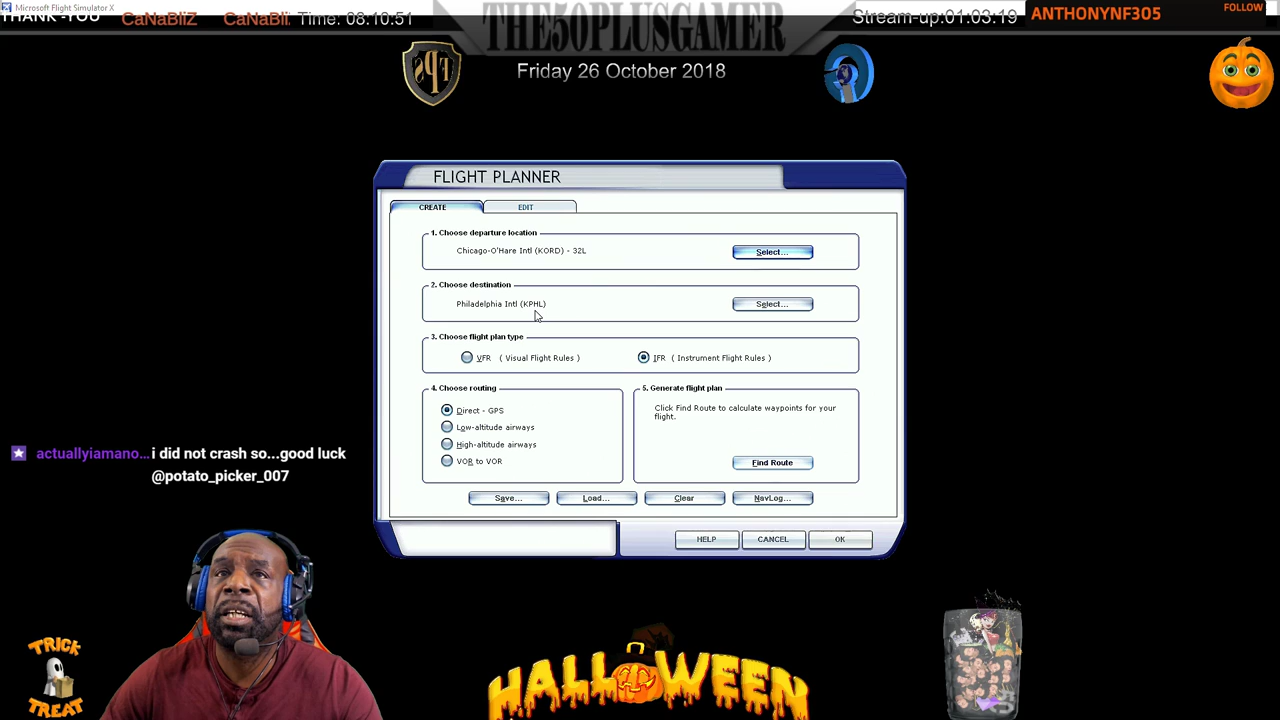 Microsoft Flight Simulator X
THANK -YOU
CaNaBliZ
CaNaBli.
Time: 08:10:51
THE50PLUSGAMER
Stream-up:01:03:19
ANTHONYNF305
FOLLOW
Friday 26 October 2018
FLIGHT PLANNER
CREATE
EDIT
1. Choose departure location
Chicago-O'Hare Intl (KORD) - 32L
Select...
2. Choose destination
Philadelphia Intl (KPHL)
Select...
3. Choose flight plan type
VFR ( Visual Flight Rules )
IFR ( Instrument Flight Rules )
4. Choose routing
Direct - GPS
Low-altitude airways
High-altitude airways
VOR to VOR
5. Generate flight plan
Click Find Route to calculate waypoints for your
flight.
Find Route
Save...
Load...
Clear
NavLog...
HELP
CANCEL
OK
actuallyiamano... i did not crash so...good luck
@potato_picker_007
TRICK
TREAT
HALLOWEEN